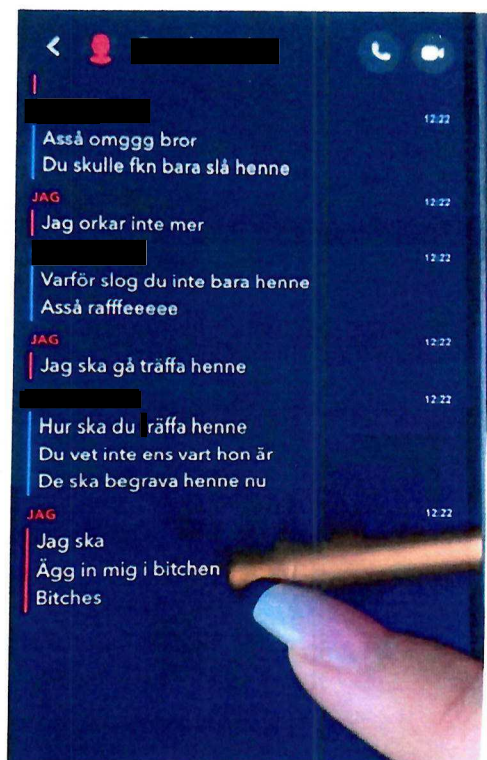 12:22
Asså omggg bror
Du skulle fkn bara slå henne
JAG
12:22
Jag orkar inte mer
12:22
Varför slog du inte bara henne
Asså rafffeeeee
JAG
12:22
Jag ska gå träffa henne
12:22
Hur ska du räffa henne
Du vet inte ens vart hon är
De ska begrava henne nu
JAG
12:22
Jag ska
Ägg in mig i bitchen
Bitches